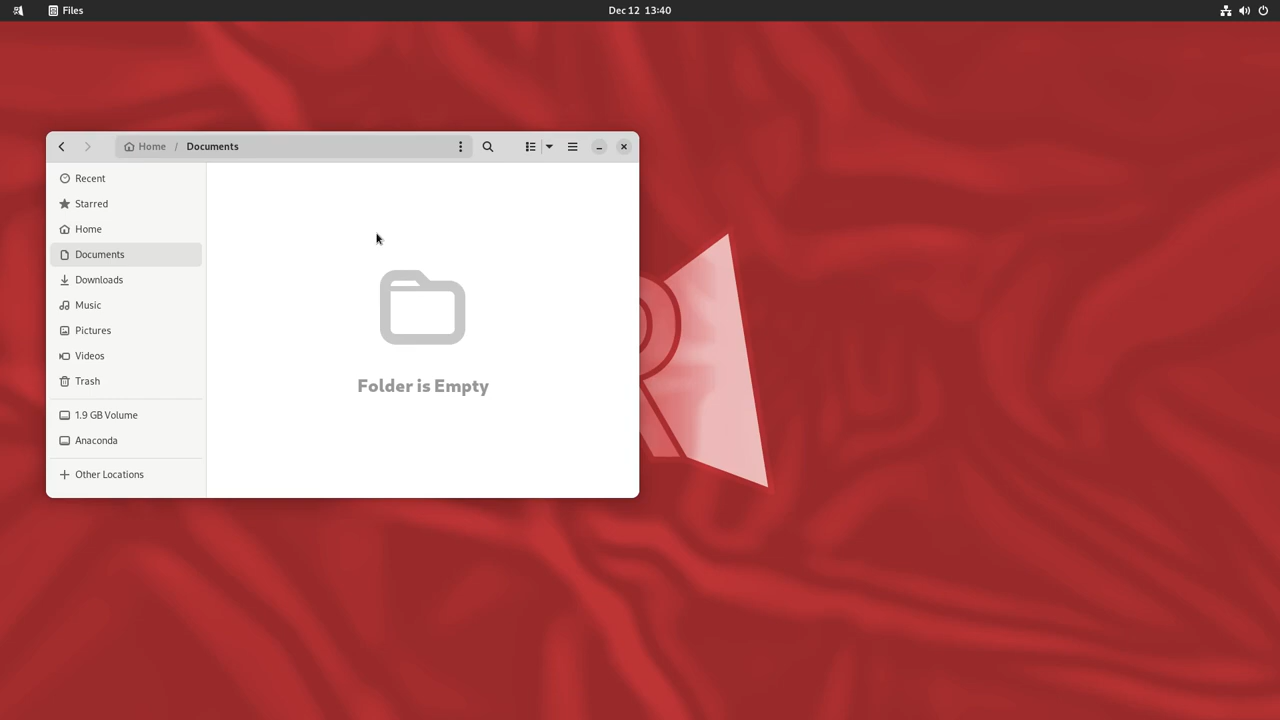 Files
Dec 12 13:40
Home / Documents
Recent
Starred
Home
Documents
Downloads
Music
Pictures
Videos
Trash
1.9 GB Volume
Anaconda
Other Locations
Folder is Empty
R